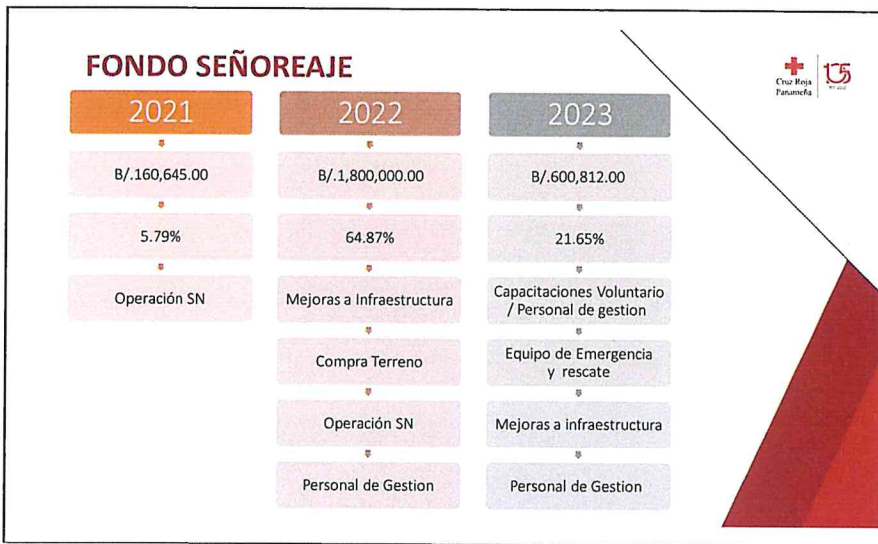 FONDO SEÑOREAJE
Cruz Roja
Panameña
2021
B/.160,645.00
5.79%
Operación SN
2022
B/.1,800,000.00
64.87%
Mejoras a Infraestructura
Compra Terreno
Operación SN
Personal de Gestion
2023
B/.600,812.00
21.65%
Capacitaciones Voluntario
/ Personal de gestion
Equipo de Emergencia
y rescate
Mejoras a infraestructura
Personal de Gestion